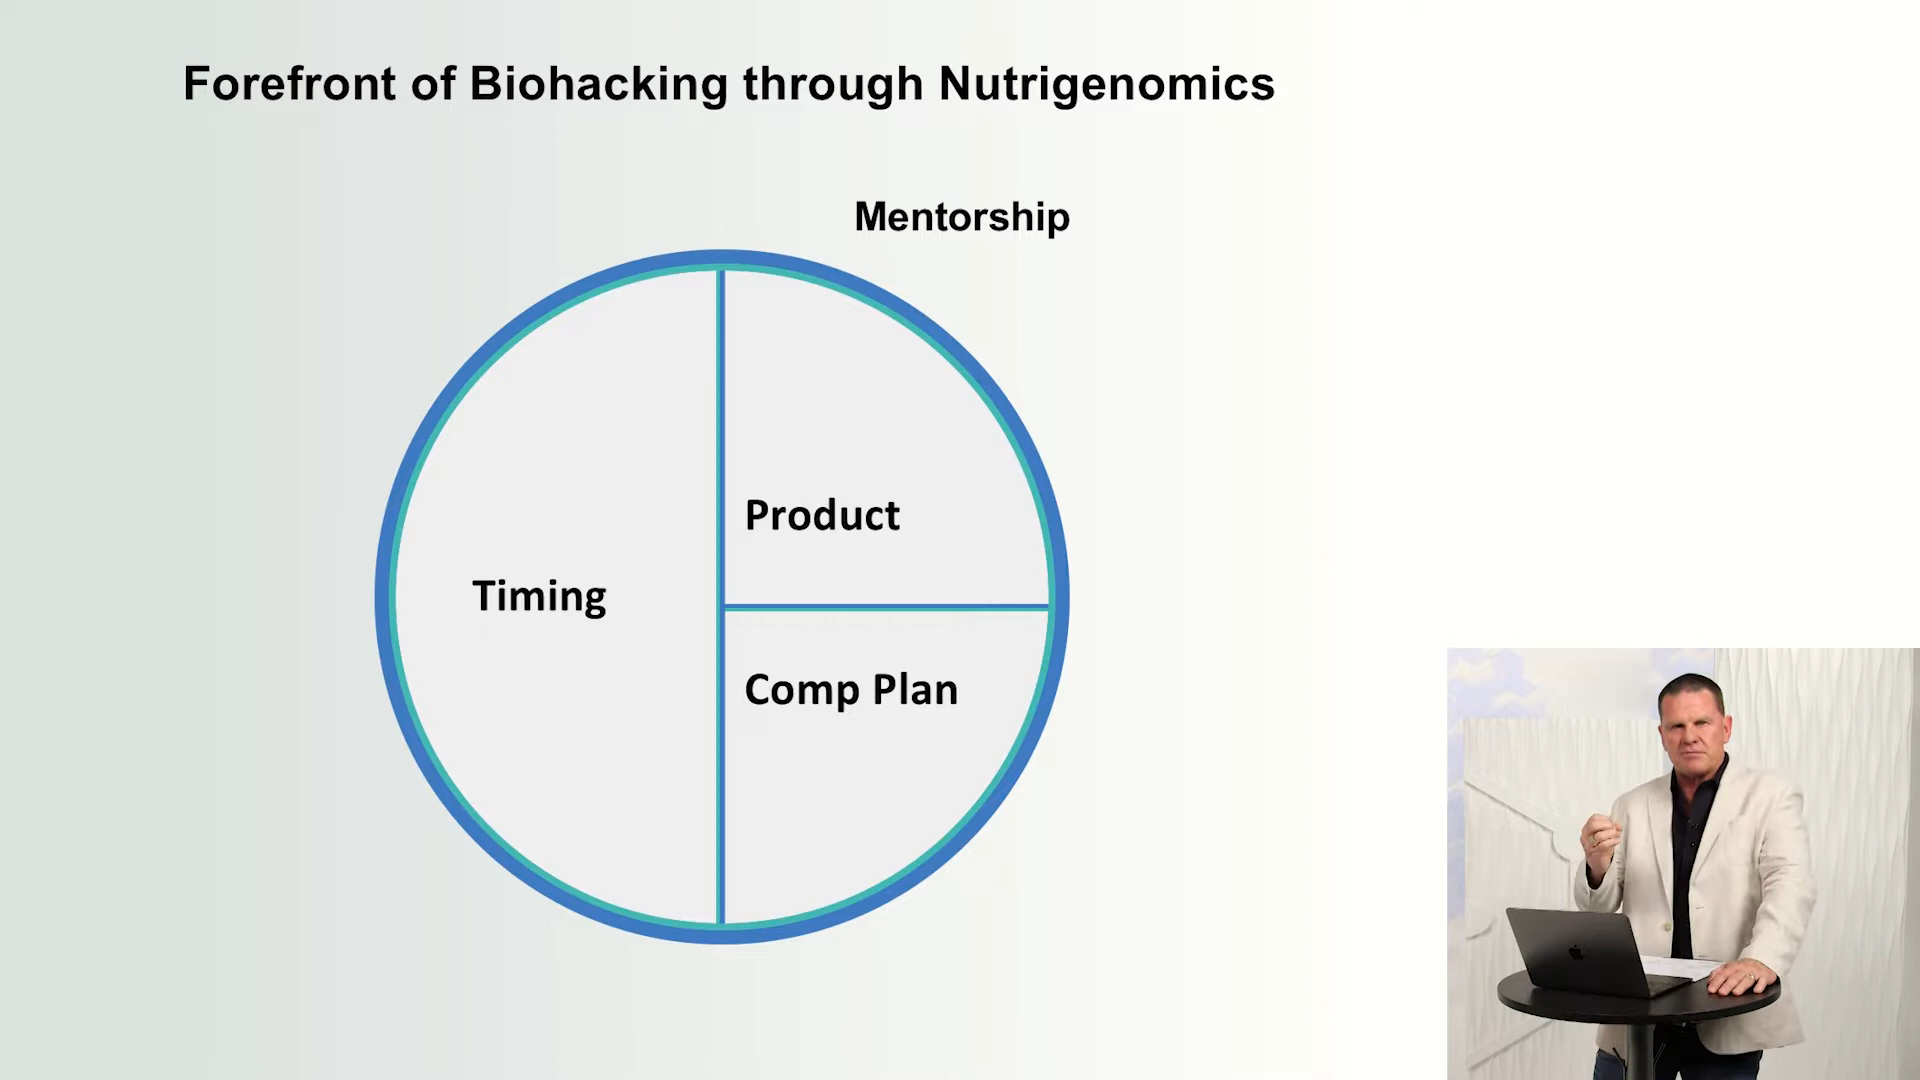 Forefront of Biohacking through Nutrigenomics
Mentorship
Product
Timing
Comp Plan